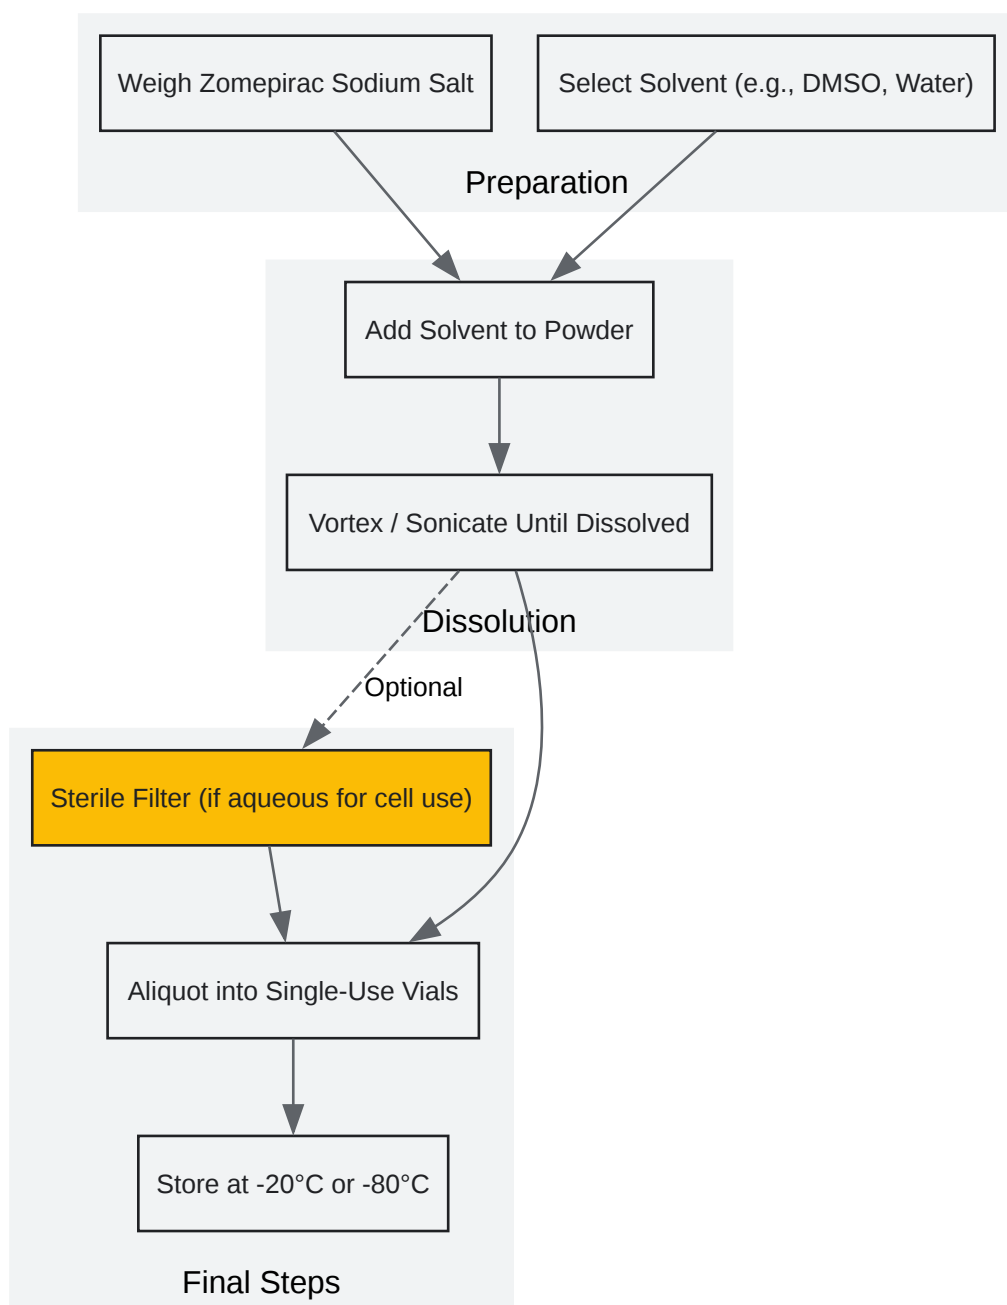 Weigh Zomepirac Sodium Salt
Select Solvent (e.g., DMSO, Water)
Preparation
Add Solvent to Powder
Vortex / Sonicate Until Dissolved
Dissolution
Optional
Sterile Filter (if aqueous for cell use)
Aliquot into Single-Use Vials
Store at -20°C or -80°C
Final Steps